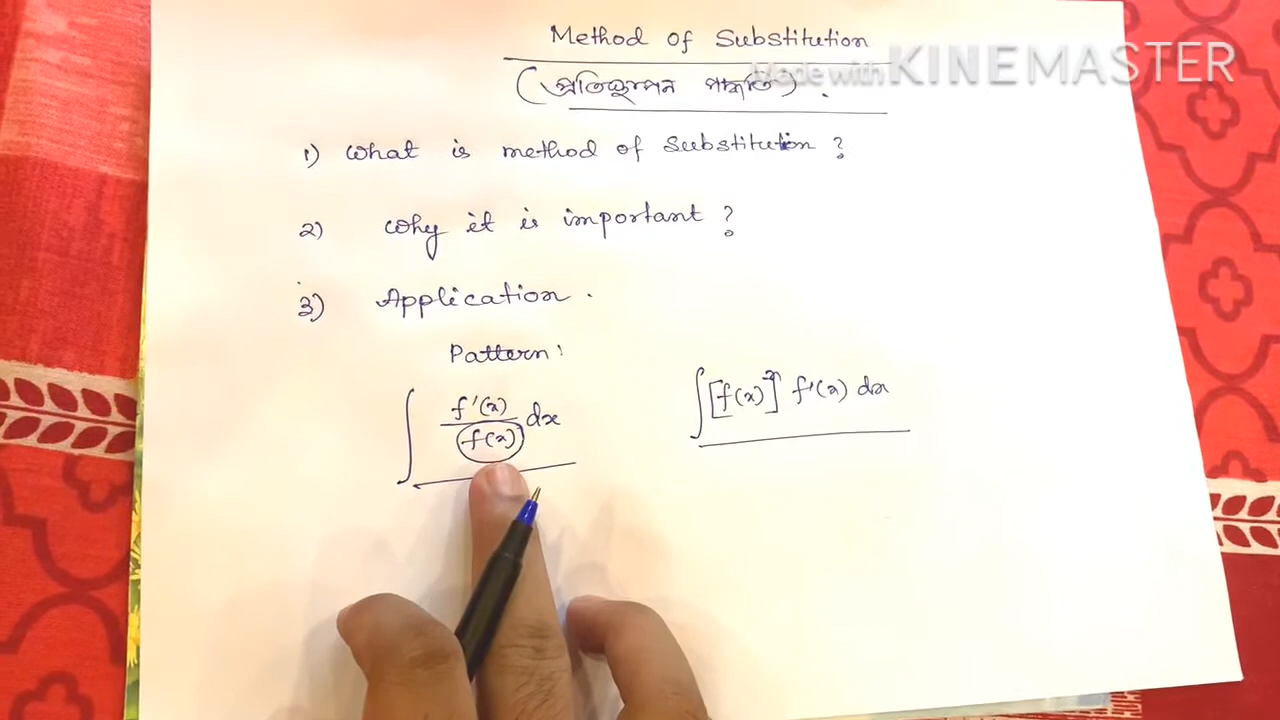 Method of Substitution
Made with KINEMASTER
(প্রতিস্থাপন পদ্ধতি).
1) What is method of Substitution ?
2) Why it is important ?
3) Application .
Pattern:
∫ f'(x)/f(x) dx ∫[f(x)]ⁿ f'(x) dx